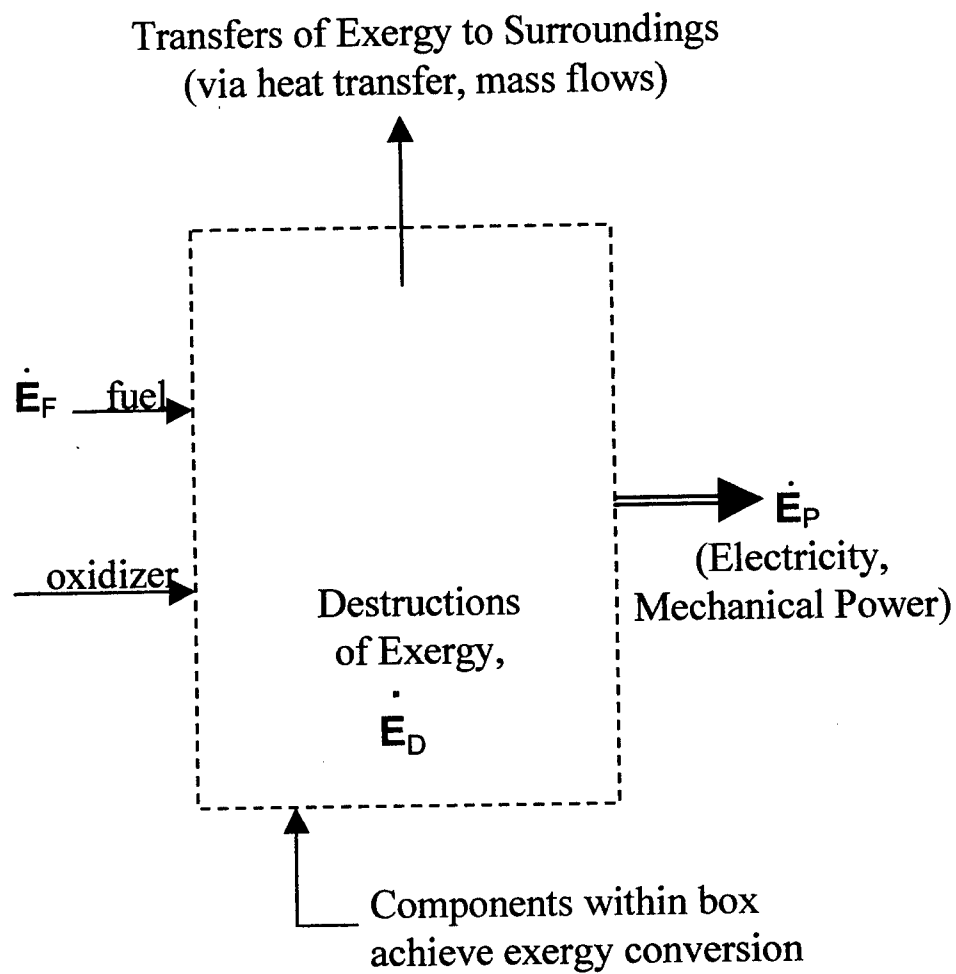 Transfers of Exergy to Surroundings
(via heat transfer, mass flows)
Ė_F fuel
oxidizer
Ė_P
(Electricity,
Mechanical Power)
Destructions
of Exergy,
Ė_D
Components within box
achieve exergy conversion